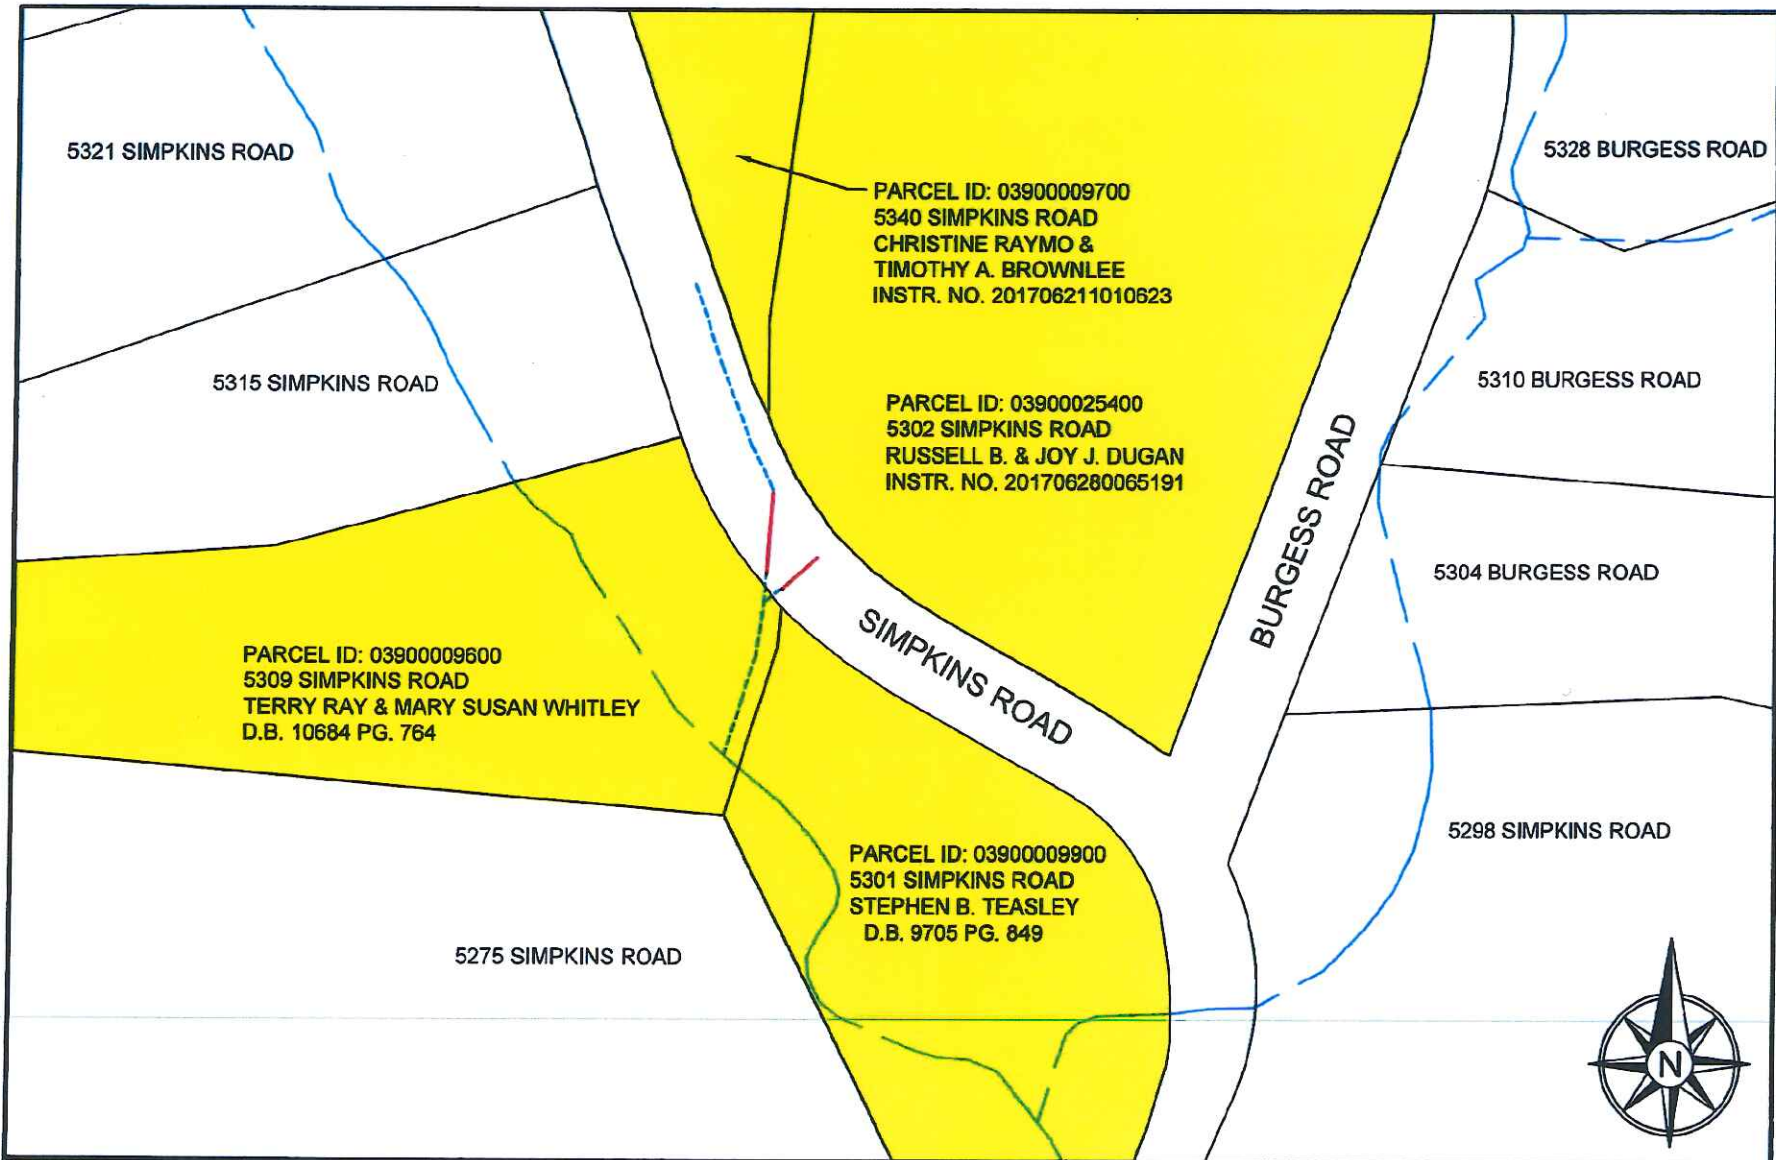 5321 SIMPKINS ROAD
5328 BURGESS ROAD
PARCEL ID: 03900009700
5340 SIMPKINS ROAD
CHRISTINE RAYMO &
TIMOTHY A. BROWNLEE
INSTR. NO. 201706211010623
5315 SIMPKINS ROAD
5310 BURGESS ROAD
PARCEL ID: 03900025400
5302 SIMPKINS ROAD
RUSSELL B. & JOY J. DUGAN
INSTR. NO. 201706280065191
BURGESS ROAD
5304 BURGESS ROAD
SIMPKINS ROAD
PARCEL ID: 03900009600
5309 SIMPKINS ROAD
TERRY RAY & MARY SUSAN WHITLEY
D.B. 10684 PG. 764
5298 SIMPKINS ROAD
PARCEL ID: 03900009900
5301 SIMPKINS ROAD
STEPHEN B. TEASLEY
D.B. 9705 PG. 849
5275 SIMPKINS ROAD
N